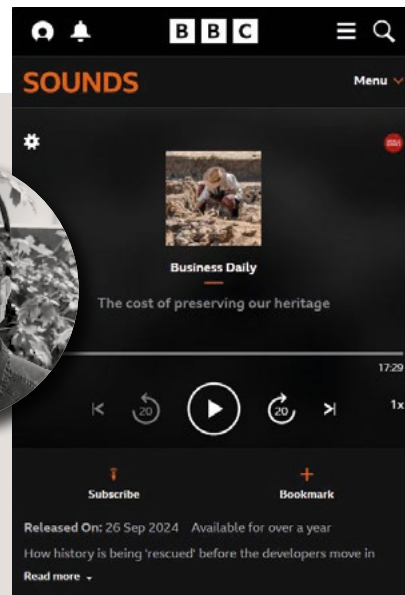 BBC
SOUNDS
Menu
Business Daily
The cost of preserving our heritage
17:29
20
20
1x
Subscribe
Bookmark
Released On: 26 Sep 2024 Available for over a year
How history is being 'rescued' before the developers move in
Read more